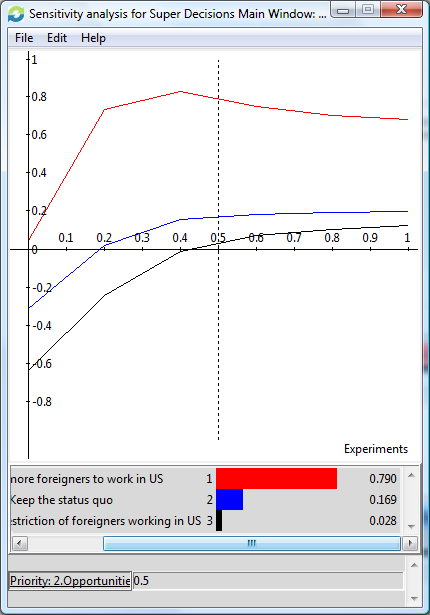 Sensitivity analysis for Super Decisions Main Window: ...
File Edit Help
1
0.8
0.6
0.4
0.2
0 0.1 0.2 0.3 0.4 0.5 0.6 0.7 0.8 0.9 1
-0.2
-0.4
-0.6
-0.8
Experiments
more foreigners to work in US 1 0.790
Keep the status quo 2 0.169
estriction of foreigners working in US 3 0.028
Priority: 2.Opportunitie 0.5